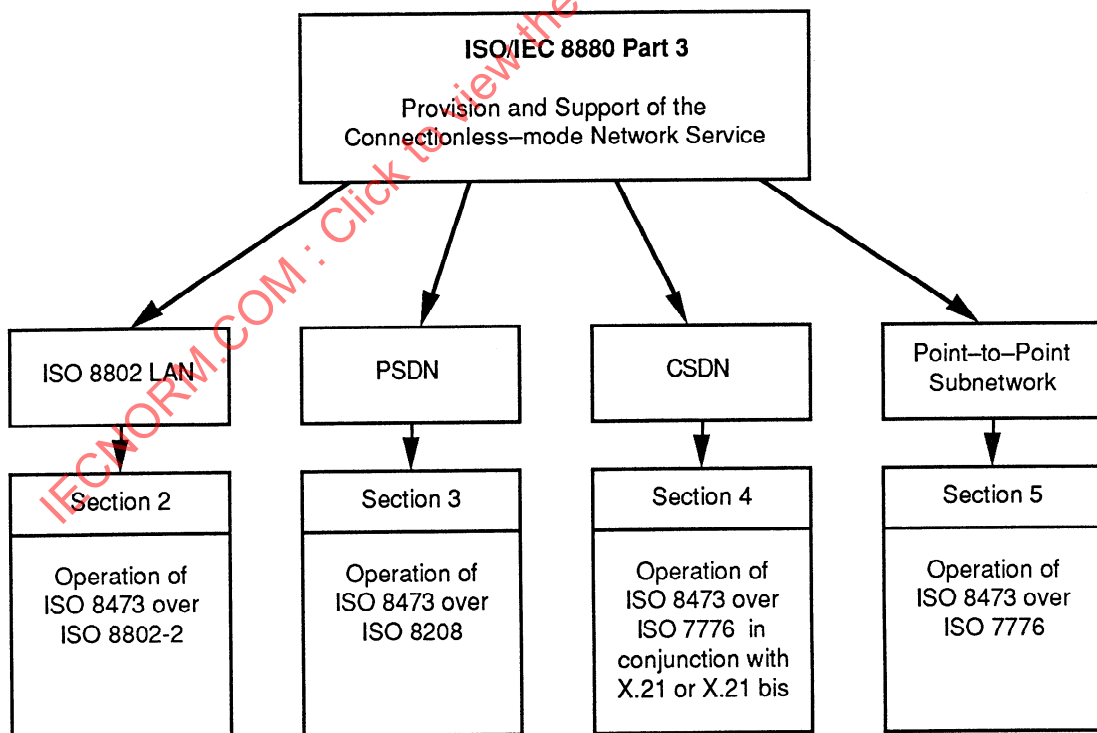 ISO/IEC 8880 Part 3
Provision and Support of the
Connectionless–mode Network Service
ISO 8802 LAN
PSDN
CSDN
Point–to–Point
Subnetwork
Section 2
Section 3
Section 4
Section 5
Operation of
ISO 8473 over
ISO 8802-2
Operation of
ISO 8473 over
ISO 8208
Operation of
ISO 8473 over
ISO 7776 in
conjunction with
X.21 or X.21 bis
Operation of
ISO 8473 over
ISO 7776
IECNORM.COM : Click to view the